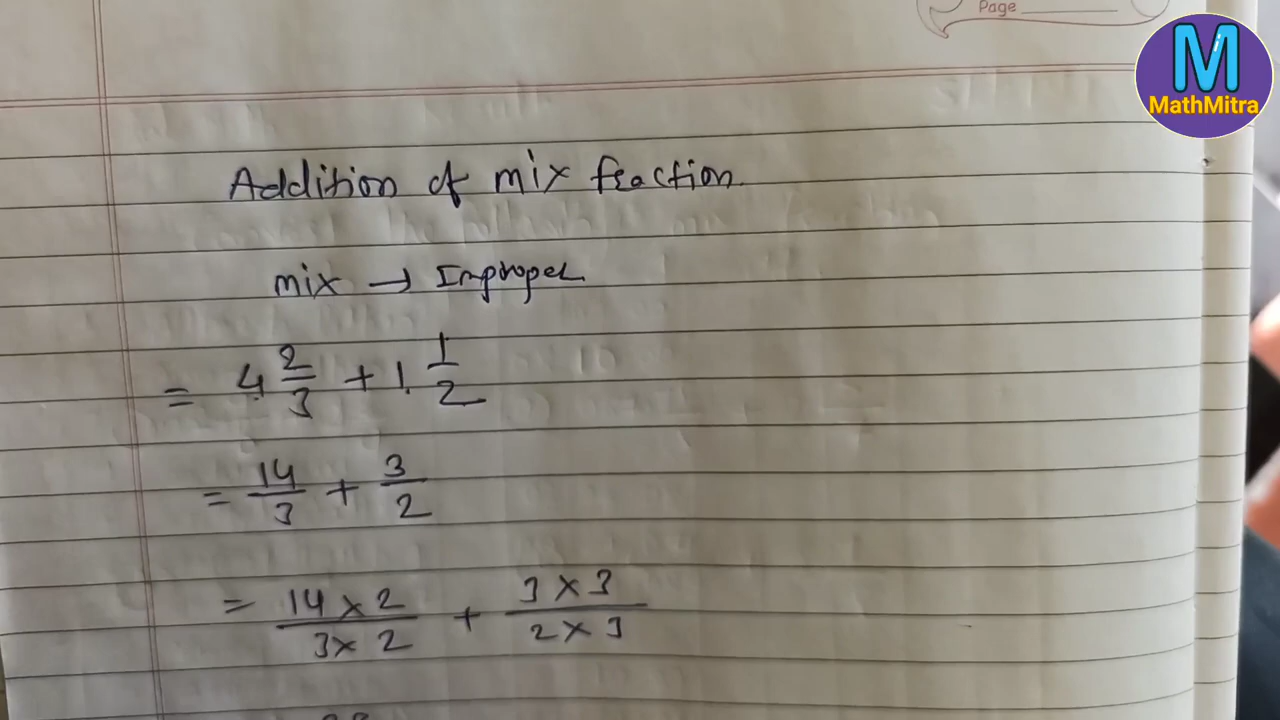 Page
M
MathMitra
Addition of mix fraction.
mix → Improper
= 4 2/3 + 1 1/2
= 14/3 + 3/2
= 14 x 2 / 3 x 2 + 3 x 3 / 2 x 3